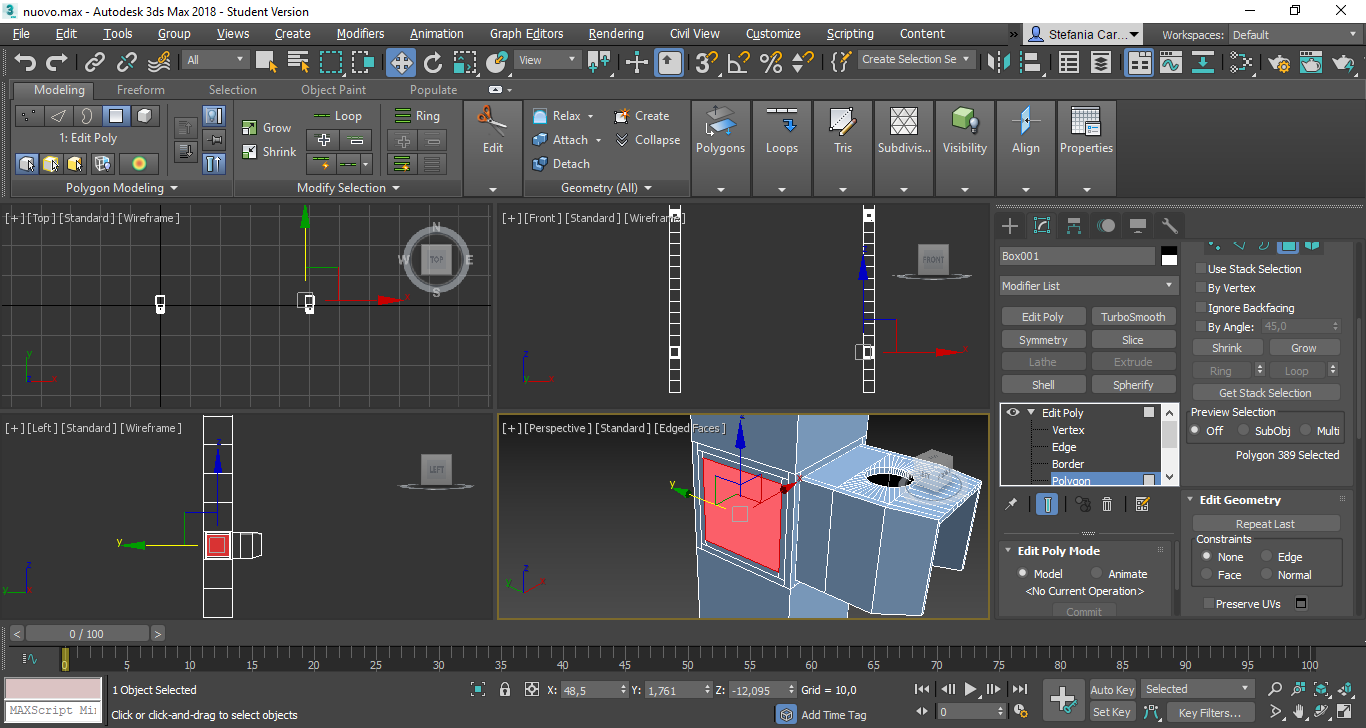 nuovo.max - Autodesk 3ds Max 2018 - Student Version
File Edit Tools Group Views Create Modifiers Animation Graph Editors Rendering Civil View Customize Scripting Content » Stefania Car... Workspaces: Default
All View Create Selection Se
Modeling Freeform Selection Object Paint Populate
1: Edit Poly
Grow Loop Ring
Shrink
Edit
Relax Create
Attach Collapse
Detach
Polygons Loops Tris Subdivis... Visibility Align Properties
Polygon Modeling Modify Selection Geometry (All)
[+] [Top] [Standard] [Wireframe]
N
W TOP E
S
y
z x
[+] [Front] [Standard] [Wireframe]
FRONT
z
y x
[+] [Left] [Standard] [Wireframe]
LEFT
z
y
[+] [Perspective] [Standard] [Edged Faces]
z
y x
Box001
Modifier List
Edit Poly TurboSmooth
Symmetry Slice
Lathe Extrude
Shell Spherify
Edit Poly
Vertex
Edge
Border
Polygon
Edit Poly Mode
Model Animate
<No Current Operation>
Commit
Use Stack Selection
By Vertex
Ignore Backfacing
By Angle: 45,0
Shrink Grow
Ring Loop
Get Stack Selection
Preview Selection
Off SubObj Multi
Polygon 389 Selected
Edit Geometry
Repeat Last
Constraints
None Edge
Face Normal
Preserve UVs
< 0 / 100 >
0 5 10 15 20 25 30 35 40 45 50 55 60 65 70 75 80 85 90 95 100
1 Object Selected
X: 48,5 Y: 1,761 Z: -12,095 Grid = 10,0
Auto Key Selected
MAXScript Mi
Click or click-and-drag to select objects
Add Time Tag
0
Set Key Key Filters...